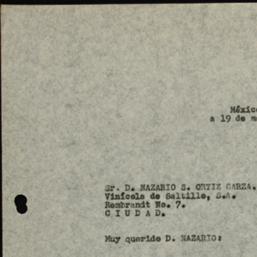 México
a 19 de m
Sr. D. NAZARIO S. ORTIZ GARZA.
Vinícola de Saltillo, S.A.
Rembrandt No. 7.
C I U D A D.
Muy querido D. NAZARIO: